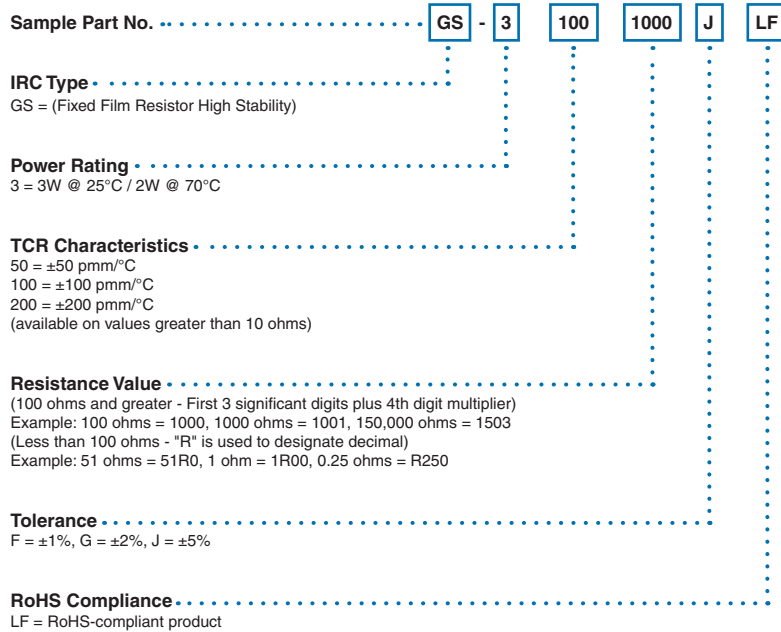 Sample Part No. GS - 3 100 1000 J LF
IRC Type
GS = (Fixed Film Resistor High Stability)
Power Rating
3 = 3W @ 25°C / 2W @ 70°C
TCR Characteristics
50 = ±50 pmm/°C
100 = ±100 pmm/°C
200 = ±200 pmm/°C
(available on values greater than 10 ohms)
Resistance Value
(100 ohms and greater - First 3 significant digits plus 4th digit multiplier)
Example: 100 ohms = 1000, 1000 ohms = 1001, 150,000 ohms = 1503
(Less than 100 ohms - "R" is used to designate decimal)
Example: 51 ohms = 51R0, 1 ohm = 1R00, 0.25 ohms = R250
Tolerance
F = ±1%, G = ±2%, J = ±5%
RoHS Compliance
LF = RoHS-compliant product